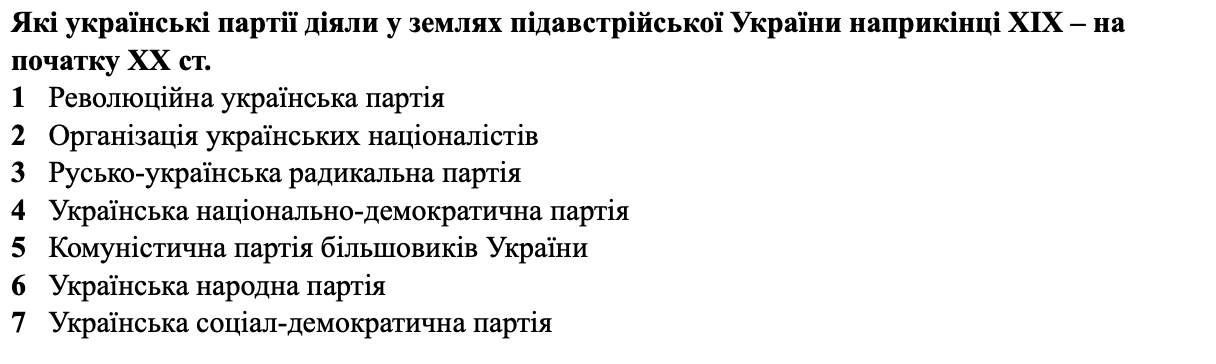 Які українські партії діяли у землях підавстрійської України наприкінці XIX – на
початку XX ст.
1 Революційна українська партія
2 Організація українських націоналістів
3 Русько-українська радикальна партія
4 Українська національно-демократична партія
5 Комуністична партія більшовиків України
6 Українська народна партія
7 Українська соціал-демократична партія